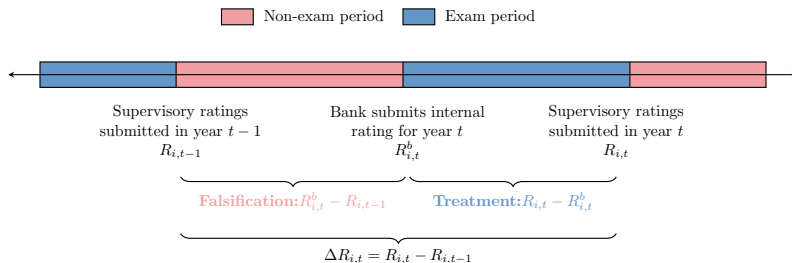 Non-exam period Exam period
Supervisory ratings Bank submits internal Supervisory ratings
submitted in year t − 1 rating for year t submitted in year t
R_{i,t−1} R^b_{i,t} R_{i,t}
Falsification:R^b_{i,t} − R_{i,t−1} Treatment:R_{i,t} − R^b_{i,t}
ΔR_{i,t} = R_{i,t} − R_{i,t−1}